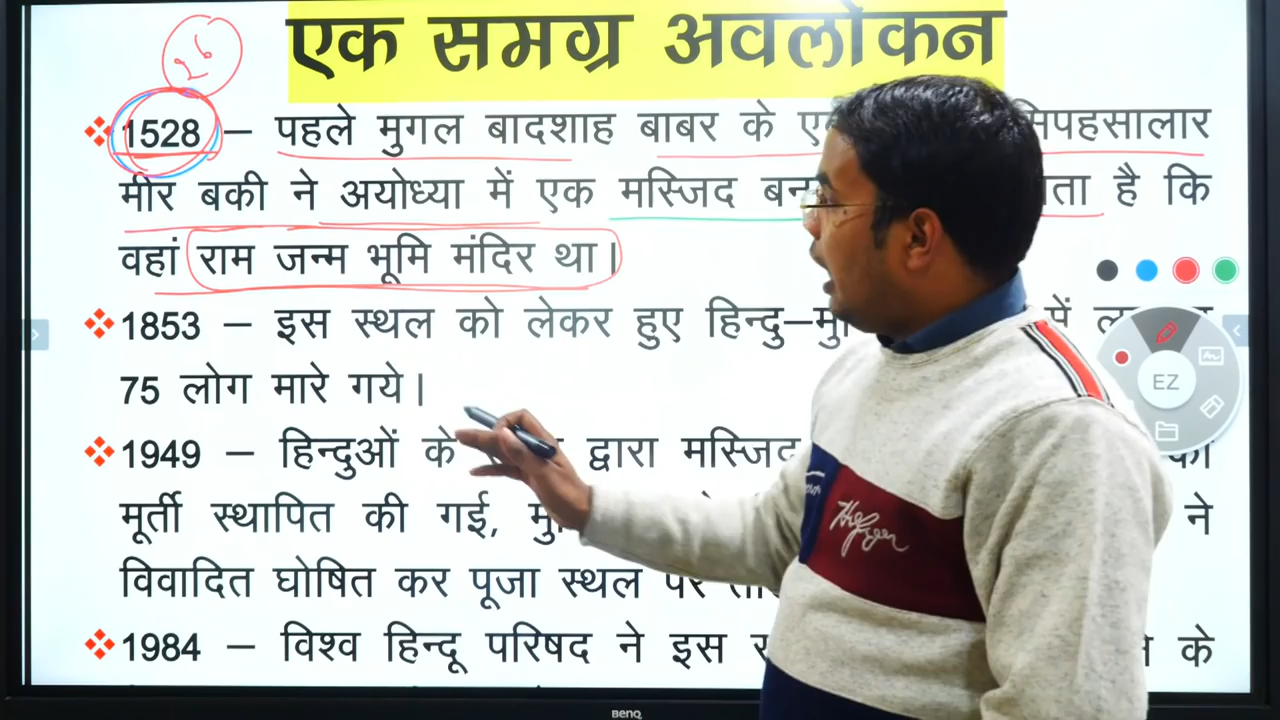 एक समग्र अवलोकन
1528 – पहले मुगल बादशाह बाबर के सिपहसालार
मीर बकी ने अयोध्या में एक मस्जिद है कि
वहां राम जन्म भूमि मंदिर था।
1853 – इस स्थल को लेकर हुए में
75 लोग मारे गये।
1949 – हिन्दुओं के द्वारा मस्जिद
मूर्ती स्थापित की गई, ने
विवादित घोषित कर पूजा स्थल पर
1984 – विश्व हिन्दू परिषद ने इस के
EZ
BenQ